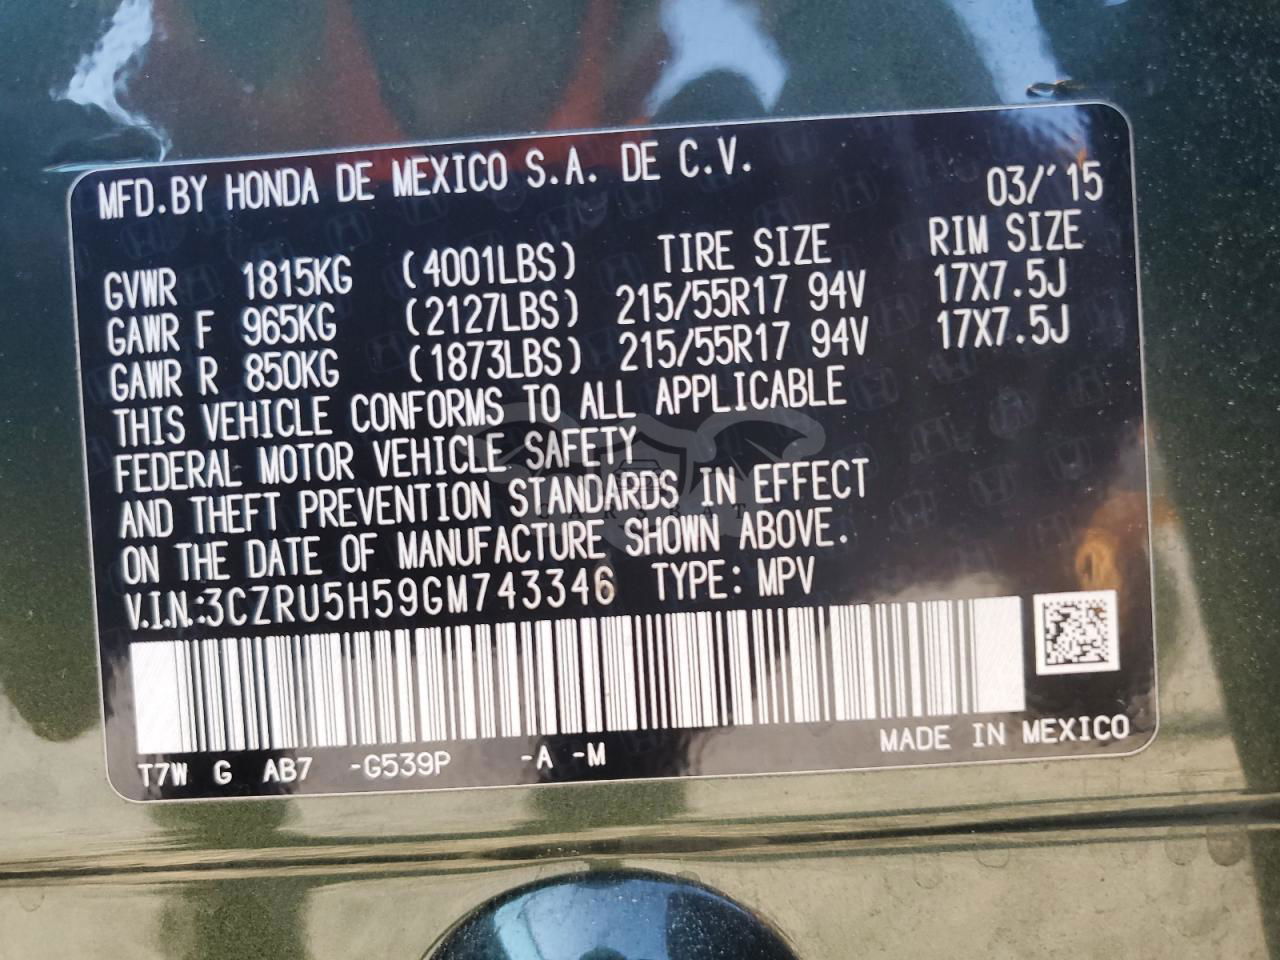 MFD.BY HONDA DE MEXICO S.A. DE C.V.
03/'15
GVWR 1815KG (4001LBS) TIRE SIZE RIM SIZE
GAWR F 965KG (2127LBS) 215/55R17 94V 17X7.5J
GAWR R 850KG (1873LBS) 215/55R17 94V 17X7.5J
THIS VEHICLE CONFORMS TO ALL APPLICABLE
FEDERAL MOTOR VEHICLE SAFETY
AND THEFT PREVENTION STANDARDS IN EFFECT
ON THE DATE OF MANUFACTURE SHOWN ABOVE.
V.I.N.:3CZRU5H59GM743346 TYPE: MPV
T7W G AB7 -G539P -A -M
MADE IN MEXICO